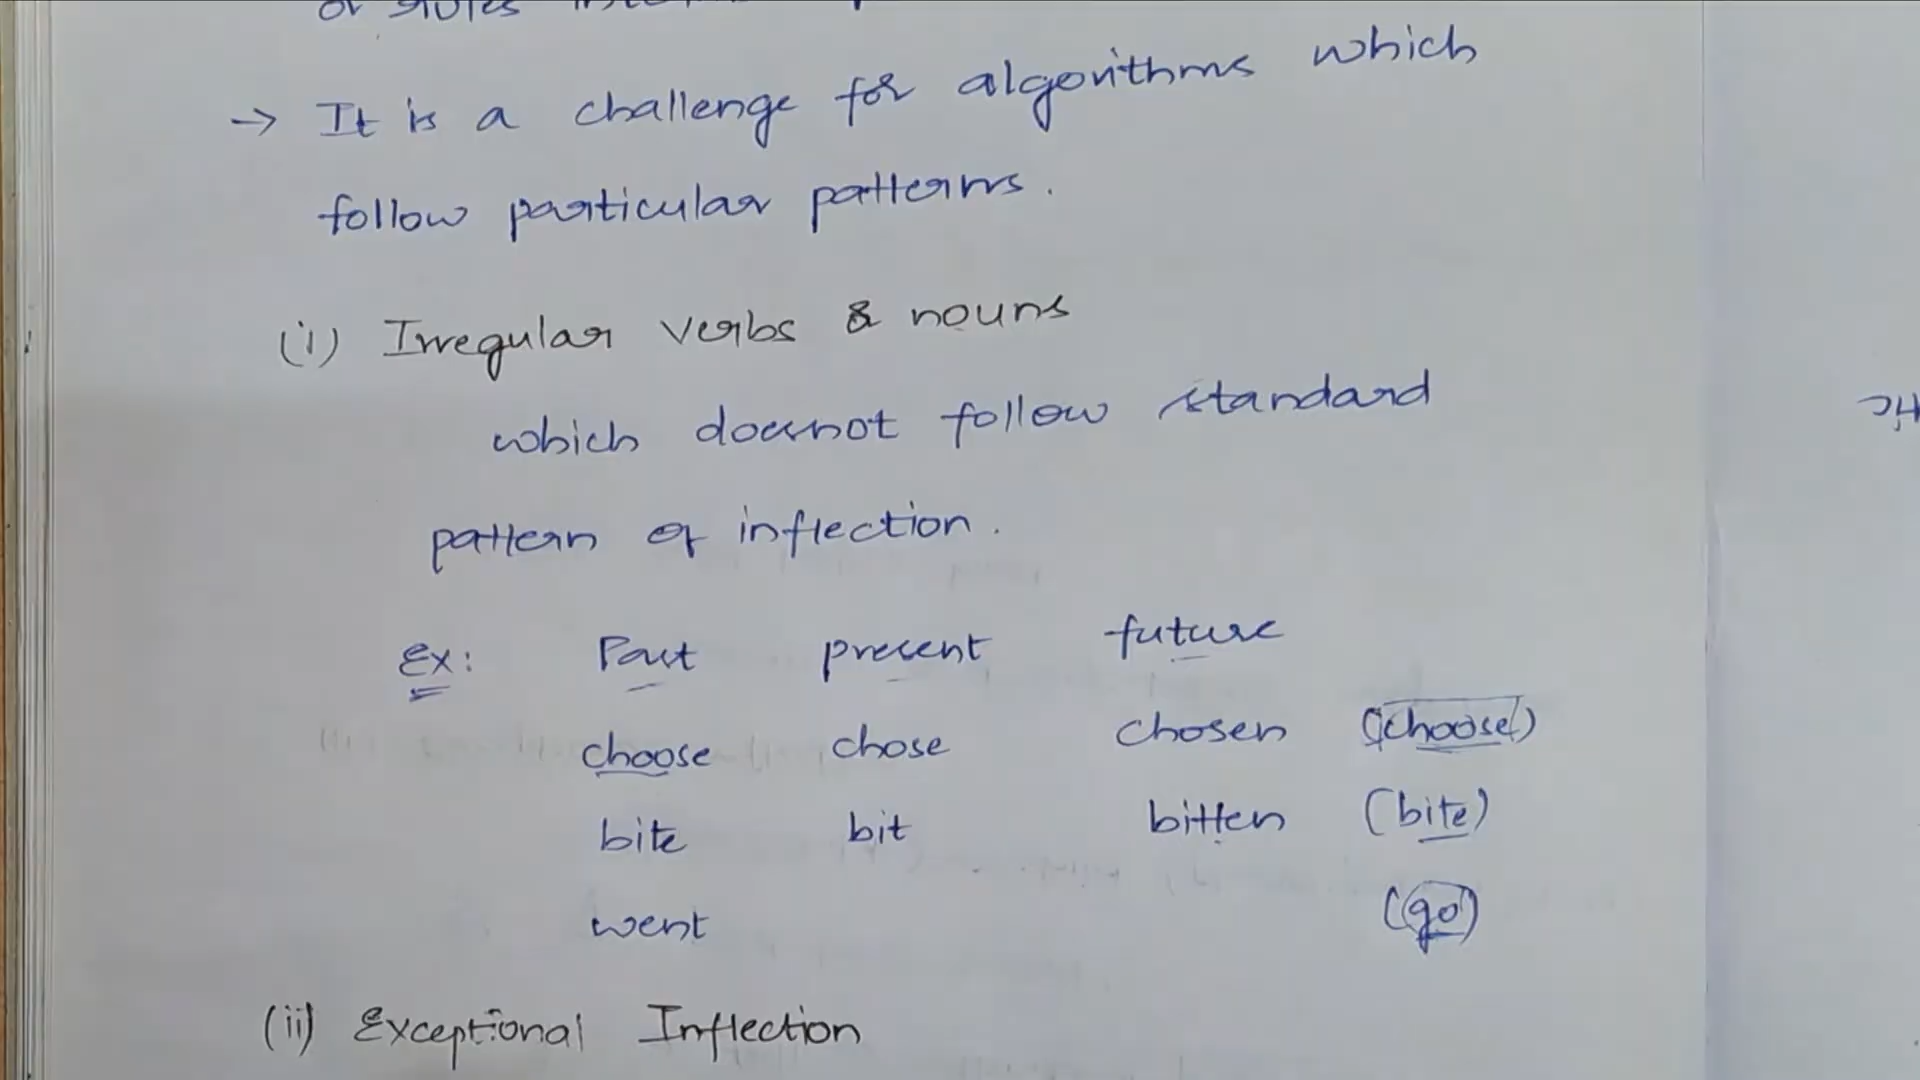 → It is a challenge for algorithms which
follow particular patterns.
(i) Irregular verbs & nouns
which doesnot follow standard
pattern of inflection.
Ex: Past present future
choose chose chosen (choose)
bite bit bitten (bite)
went (go)
(ii) Exceptional Inflection